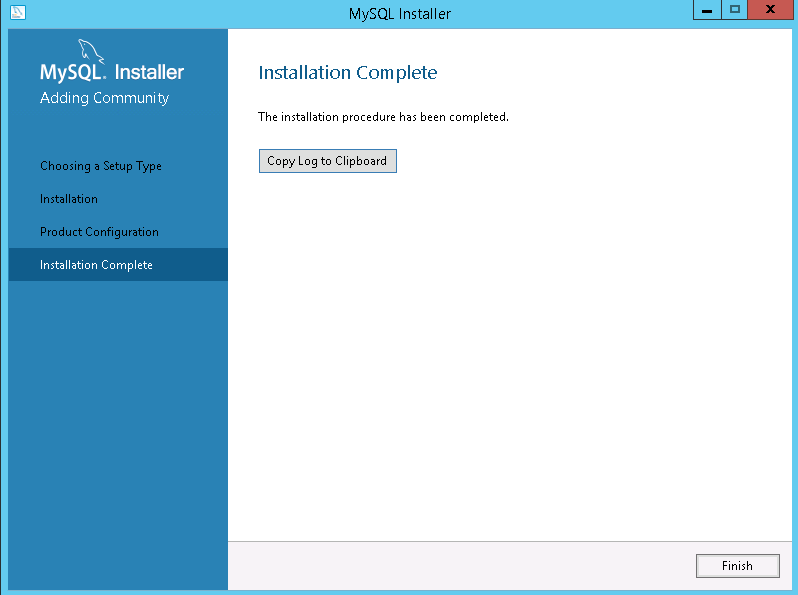 MySQL Installer
MySQL. Installer
Adding Community
Choosing a Setup Type
Installation
Product Configuration
Installation Complete
Installation Complete
The installation procedure has been completed.
Copy Log to Clipboard
Finish